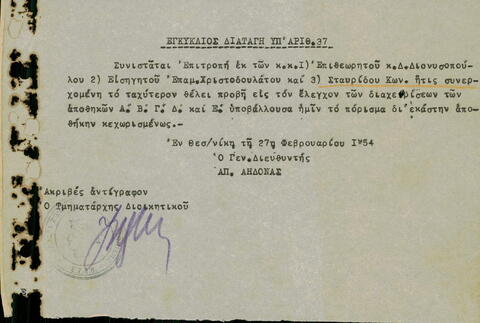 ΕΓΚΥΚΛΙΟΣ ΔΙΑΤΑΓΗ ΥΠ'ΑΡΙΘ.37
Συνιστᾶται Ἐπιτροπή ἐκ τῶν κ.κ.Ι) Ἐπιθεωρητοῦ κ.Δ.Διονυσοπού-
λου 2) Εἰσηγητοῦ Ἐπαμ.Χριστοδουλάτου καί 3) Σταυρίδου Κων. ἥτις συνερ-
χομένη τό ταχύτερον θέλει προβῆ εἰς τόν ἔλεγχον τῶν διαχειρίσεων τῶν
ἀποθηκῶν Α. Β. Γ. Δ. καί Ε. ὑποβάλλουσα ἡμῖν τό πόρισμα δι'ἑκάστην ἀπο-
θήκην κεχωρισμένως.-
Ἐν Θεσ/νίκῃ τῇ 27ῃ Φεβρουαρίου Ι954
Ὁ Γεν.Διευθυντής
ΑΠ. ΑΗΔΟΝΑΣ
Ἀκριβές ἀντίγραφον
Ὁ Τμηματάρχης Διοικητικοῦ